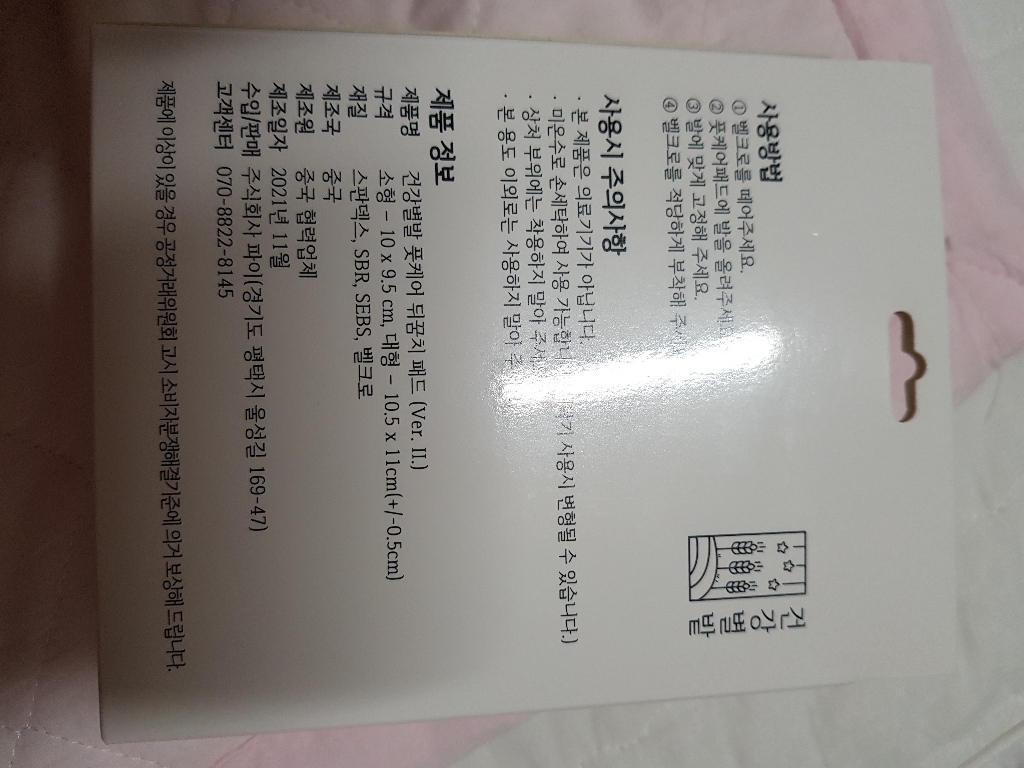 건강별밭
사용방법
① 벨크로를 떼어주세요.
② 풋케어패드에 발을 올려주세요
③ 발에 맞게 고정해 주세요.
④ 벨크로를 적당하게 부착해 주
사용시 주의사항
· 본 제품은 의료기기가 아닙니다
· 미온수로 손세탁하여 사용 가능합니 사용시 변형될 수 있습니다.)
· 상처 부위에는 착용하지 말아 주세
· 본 용도 이외로는 사용하지 말아 주
제품 정보
제품명 건강별밭 풋케어 뒤꿈치 패드 (Ver. II.)
규격 소형 – 10 x 9.5 cm, 대형 – 10.5 x 11cm(+/-0.5cm)
재질 스판덱스, SBR, SEBS, 벨크로
제조국 중국
제조원 중국 협력업체
제조일자 2021년 11월
수입/판매 주식회사 파이(경기도 평택시 울성길 169-47)
고객센터 070-8822-8145
제품에 이상이 있을 경우 공정거래위원회 고시 소비자분쟁해결기준에 의거 보상해 드립니다.